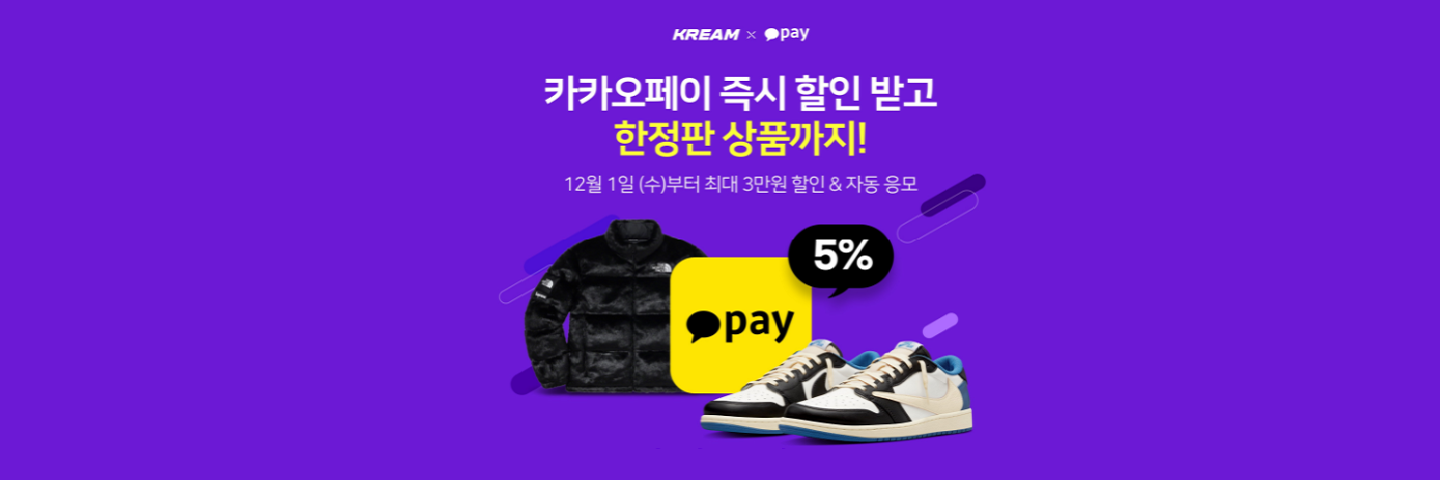 KREAM × pay
카카오페이 즉시 할인 받고
한정판 상품까지!
12월 1일 (수)부터 최대 3만원 할인 & 자동 응모
5%
pay